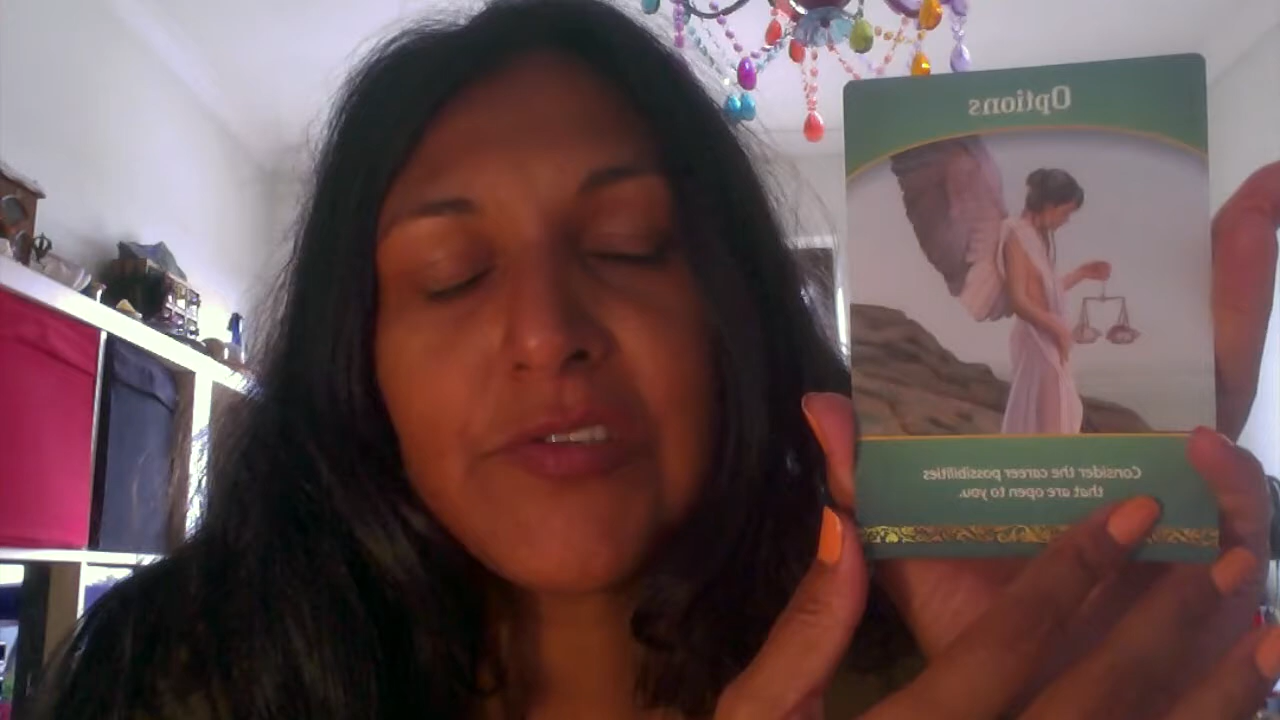 Options
Consider the career possibilities
that are open to you.